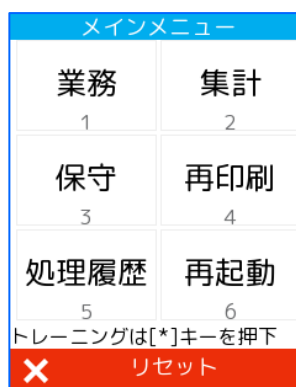 メインメニュー
業務 集計
1 2
保守 再印刷
3 4
処理履歴 再起動
5 6
トレーニングは[*]キーを押下
リセット